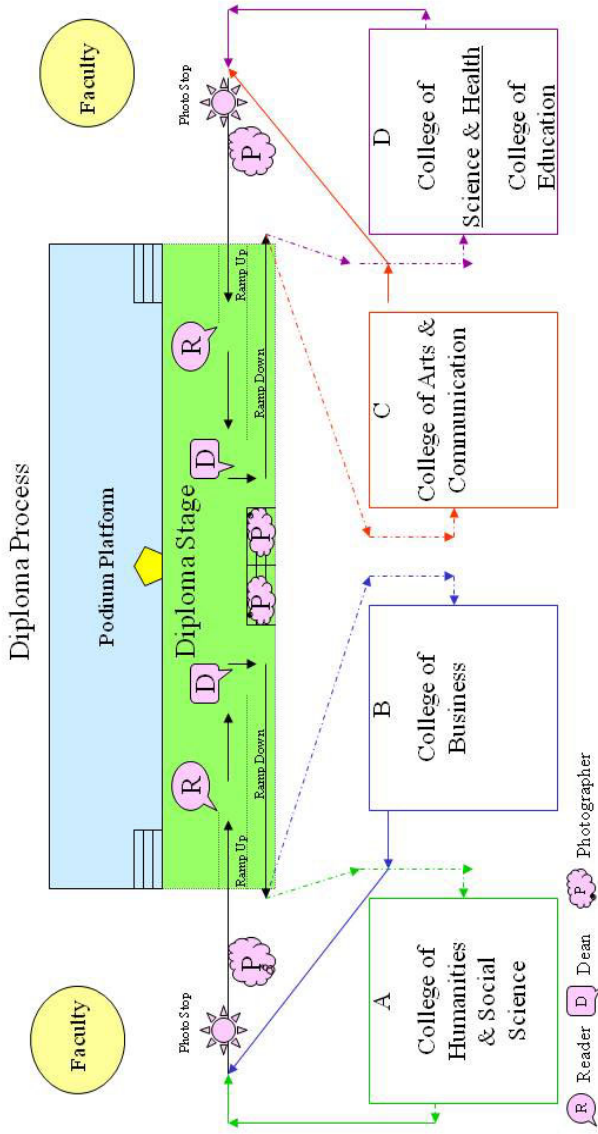 Diploma Process
Faculty
Faculty
Podium Platform
Photo Stop
Photo Stop
P
P
Diploma Stage
R
D
D
R
Ramp Up
Ramp Up
Ramp Down
Ramp Down
P
P
A
College of
Humanities
& Social
Science
B
College of
Business
C
College of Arts &
Communication
D
College of
Science & Health
College of
Education
R Reader
D Dean
P Photographer